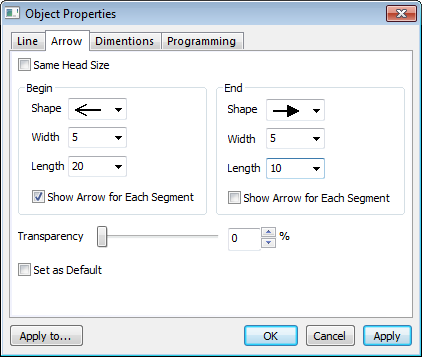 Object Properties
Line Arrow Dimentions Programming
Same Head Size
Begin End
Shape Shape
Width 5 Width 5
Length 20 Length 10
Show Arrow for Each Segment Show Arrow for Each Segment
Transparency 0 %
Set as Default
Apply to... OK Cancel Apply